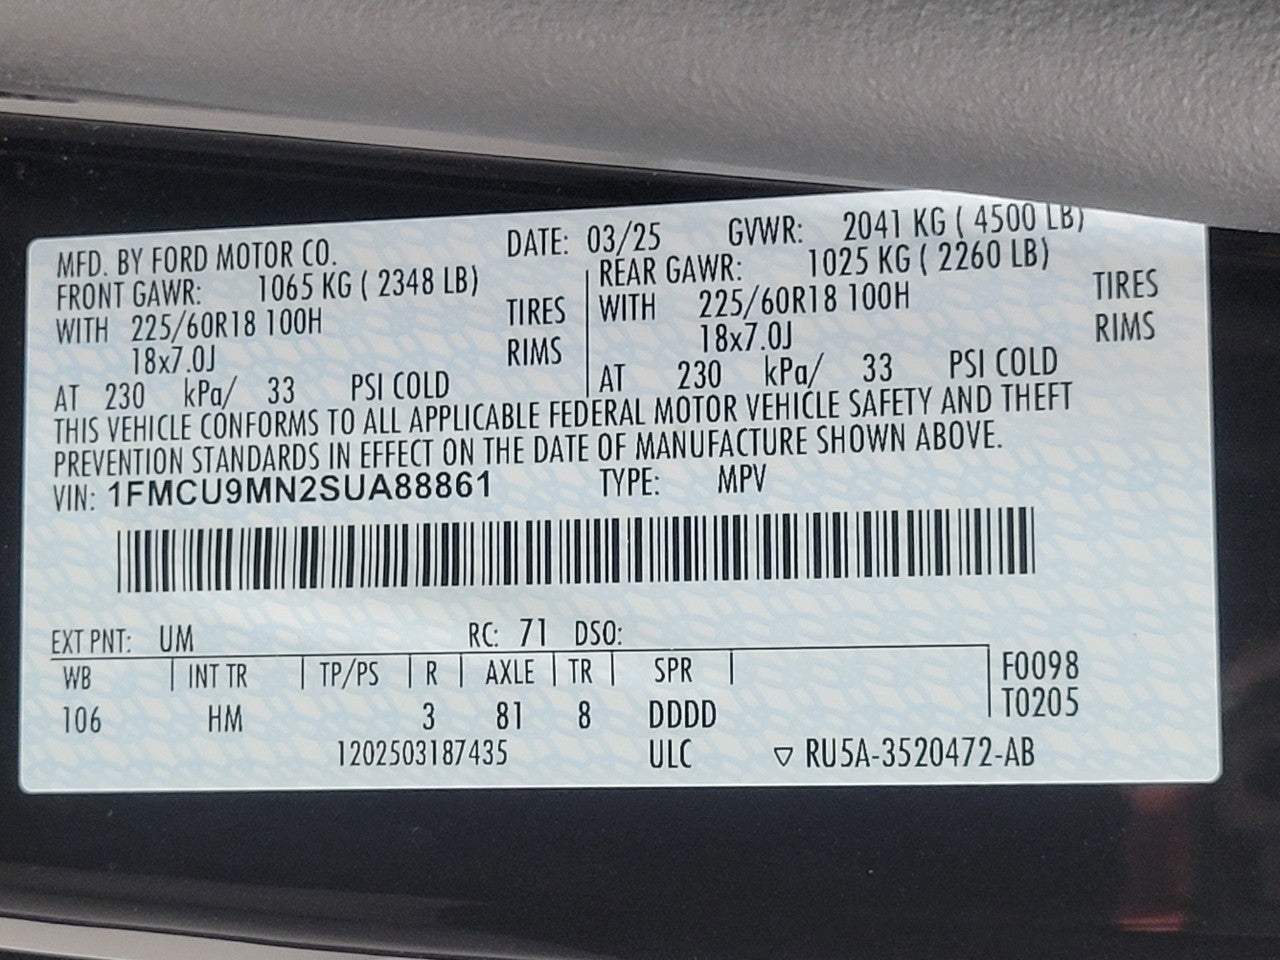 MFD. BY FORD MOTOR CO. DATE: 03/25 GVWR: 2041 KG ( 4500 LB)
FRONT GAWR: 1065 KG ( 2348 LB) REAR GAWR: 1025 KG ( 2260 LB)
WITH 225/60R18 100H TIRES WITH 225/60R18 100H TIRES
18x7.0J RIMS 18x7.0J RIMS
AT 230 kPa/ 33 PSI COLD AT 230 kPa/ 33 PSI COLD
THIS VEHICLE CONFORMS TO ALL APPLICABLE FEDERAL MOTOR VEHICLE SAFETY AND THEFT
PREVENTION STANDARDS IN EFFECT ON THE DATE OF MANUFACTURE SHOWN ABOVE.
VIN: 1FMCU9MN2SUA88861 TYPE: MPV
EXT PNT: UM RC: 71 DSO:
WB | INT TR | TP/PS | R | AXLE | TR | SPR | F0098
106 HM 3 81 8 DDDD T0205
1202503187435 ULC ▽ RU5A-3520472-AB